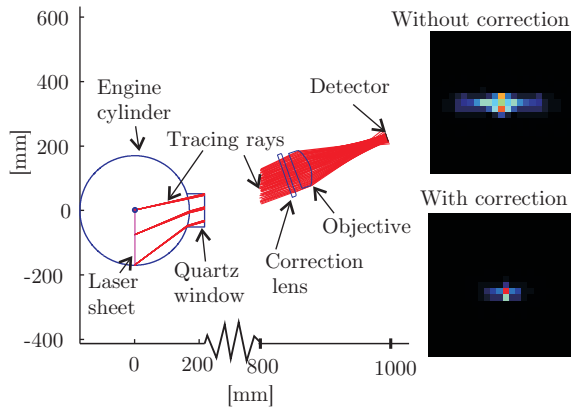 600
400
200
0
-200
-400
[mm]
Engine
cylinder
Tracing rays
Laser
sheet
Quartz
window
Detector
Objective
Correction
lens
0
200
800
1000
[mm]
Without correction
With correction